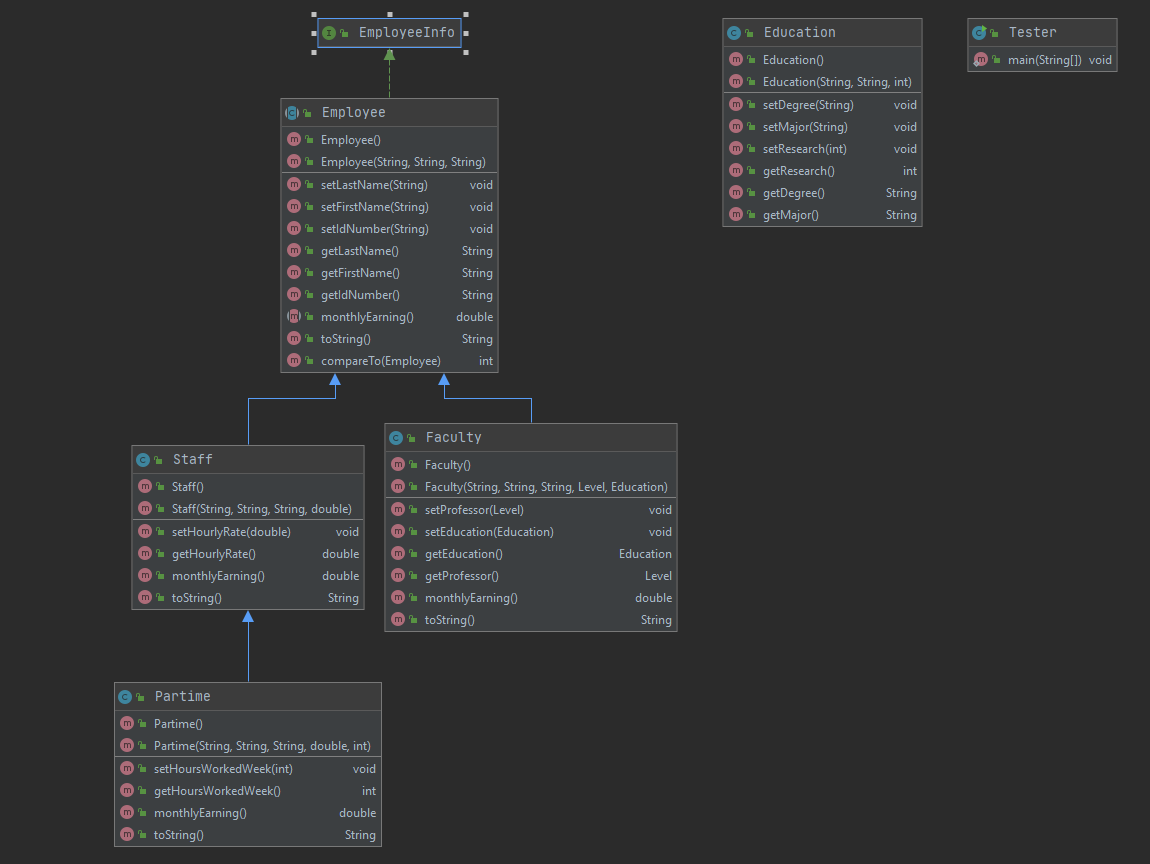 EmployeeInfo
Employee
Employee()
Employee(String, String, String)
setLastName(String) void
setFirstName(String) void
setIdNumber(String) void
getLastName() String
getFirstName() String
getIdNumber() String
monthlyEarning() double
toString() String
compareTo(Employee) int
Staff
Staff()
Staff(String, String, String, double)
setHourlyRate(double) void
getHourlyRate() double
monthlyEarning() double
toString() String
Faculty
Faculty()
Faculty(String, String, String, Level, Education)
setProfessor(Level) void
setEducation(Education) void
getEducation() Education
getProfessor() Level
monthlyEarning() double
toString() String
Partime
Partime()
Partime(String, String, String, double, int)
setHoursWorkedWeek(int) void
getHoursWorkedWeek() int
monthlyEarning() double
toString() String
Education
Education()
Education(String, String, int)
setDegree(String) void
setMajor(String) void
setResearch(int) void
getResearch() int
getDegree() String
getMajor() String
Tester
main(String[]) void